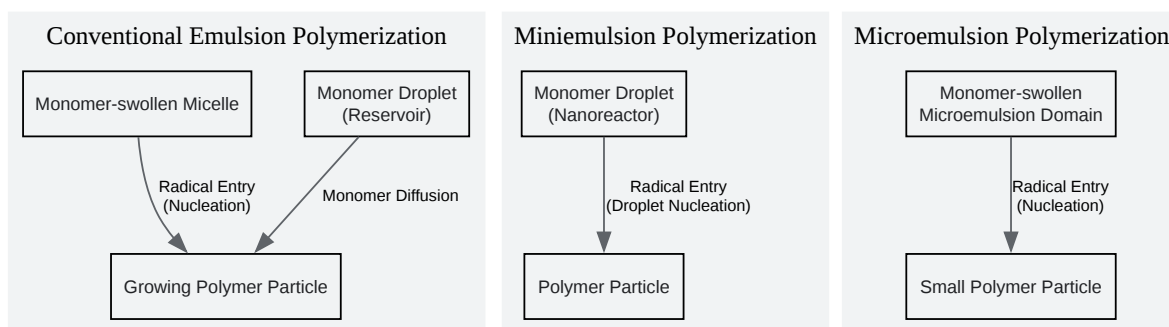 Conventional Emulsion Polymerization
Monomer-swollen Micelle
Monomer Droplet
(Reservoir)
Radical Entry
(Nucleation)
Monomer Diffusion
Growing Polymer Particle
Miniemulsion Polymerization
Monomer Droplet
(Nanoreactor)
Radical Entry
(Droplet Nucleation)
Polymer Particle
Microemulsion Polymerization
Monomer-swollen
Microemulsion Domain
Radical Entry
(Nucleation)
Small Polymer Particle